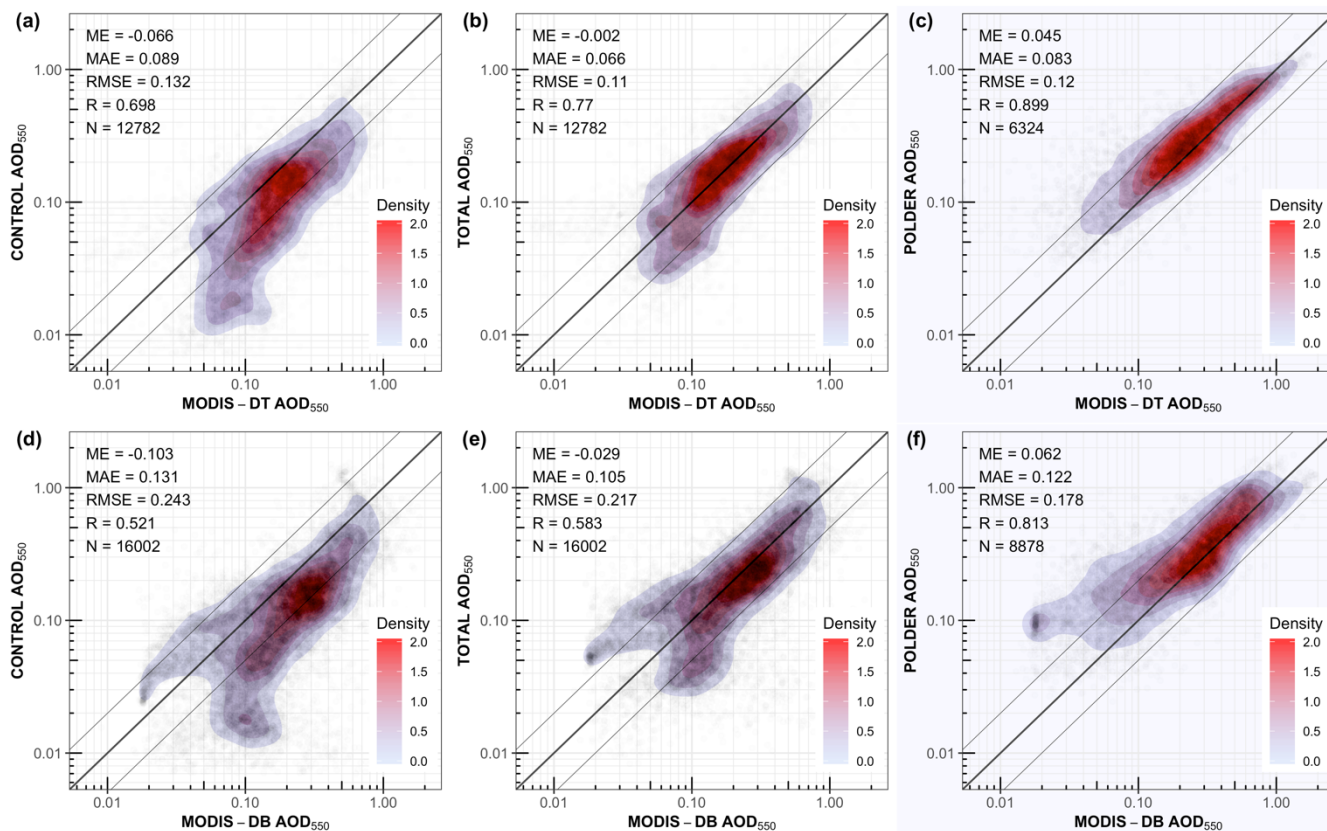 (a)
ME = -0.066
MAE = 0.089
RMSE = 0.132
R = 0.698
N = 12782
CONTROL AOD550
1.00
0.10
0.01
Density
2.0
1.5
1.0
0.5
0.0
0.01 0.10 1.00
MODIS – DT AOD550
(b)
ME = -0.002
MAE = 0.066
RMSE = 0.11
R = 0.77
N = 12782
TOTAL AOD550
1.00
0.10
0.01
Density
2.0
1.5
1.0
0.5
0.0
0.01 0.10 1.00
MODIS – DT AOD550
(c)
ME = 0.045
MAE = 0.083
RMSE = 0.12
R = 0.899
N = 6324
POLDER AOD550
1.00
0.10
0.01
Density
2.0
1.5
1.0
0.5
0.0
0.01 0.10 1.00
MODIS – DT AOD550
(d)
ME = -0.103
MAE = 0.131
RMSE = 0.243
R = 0.521
N = 16002
CONTROL AOD550
1.00
0.10
0.01
Density
2.0
1.5
1.0
0.5
0.0
0.01 0.10 1.00
MODIS – DB AOD550
(e)
ME = -0.029
MAE = 0.105
RMSE = 0.217
R = 0.583
N = 16002
TOTAL AOD550
1.00
0.10
0.01
Density
2.0
1.5
1.0
0.5
0.0
0.01 0.10 1.00
MODIS – DB AOD550
(f)
ME = 0.062
MAE = 0.122
RMSE = 0.178
R = 0.813
N = 8878
POLDER AOD550
1.00
0.10
0.01
Density
2.0
1.5
1.0
0.5
0.0
0.01 0.10 1.00
MODIS – DB AOD550